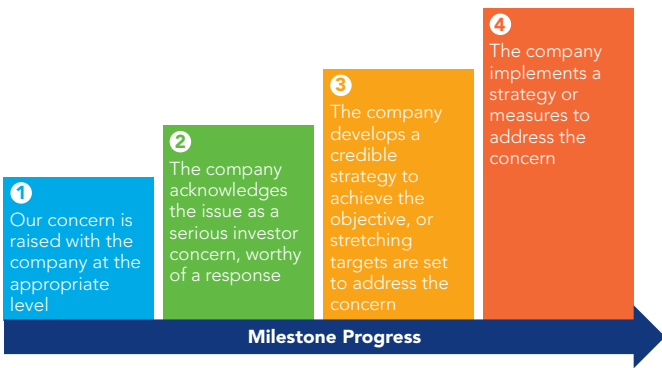 1
Our concern is
raised with the
company at the
appropriate
level
2
The company
acknowledges
the issue as a
serious investor
concern, worthy
of a response
3
The company
develops a
credible
strategy to
achieve the
objective, or
stretching
targets are set
to address the
concern
4
The company
implements a
strategy or
measures to
address the
concern
Milestone Progress